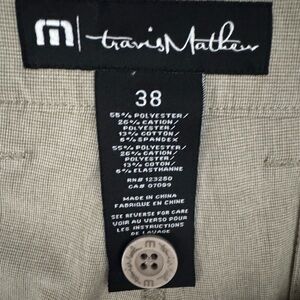 m travisMathew
38
55% POLYESTER/
26% CATION/
POLYESTER/
13% COTTON/
6% SPANDEX
55% POLYESTER/
26% CATION/
POLYESTER/
13% COTON/
6% ELASTHANNE
RN# 123280
CA# 07099
MADE IN CHINA
FABRIQUE EN CHINE
SEE REVERSE FOR CARE
VOIR AU VERSO POUR
LES INSTRUCTIONS
DE LAVAGE